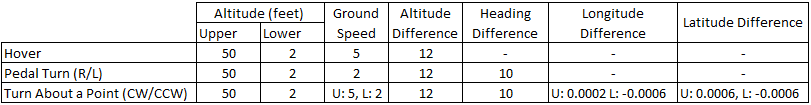 Altitude (feet) Ground Speed Altitude Difference Heading Difference Longitude Difference Latitude Difference
Upper Lower
Hover 50 2 5 12 - - -
Pedal Turn (R/L) 50 2 2 12 10 - -
Turn About a Point (CW/CCW) 50 2 U: 5, L: 2 12 10 U: 0.0002 L: -0.0006 U: 0.0006, L: -0.0006